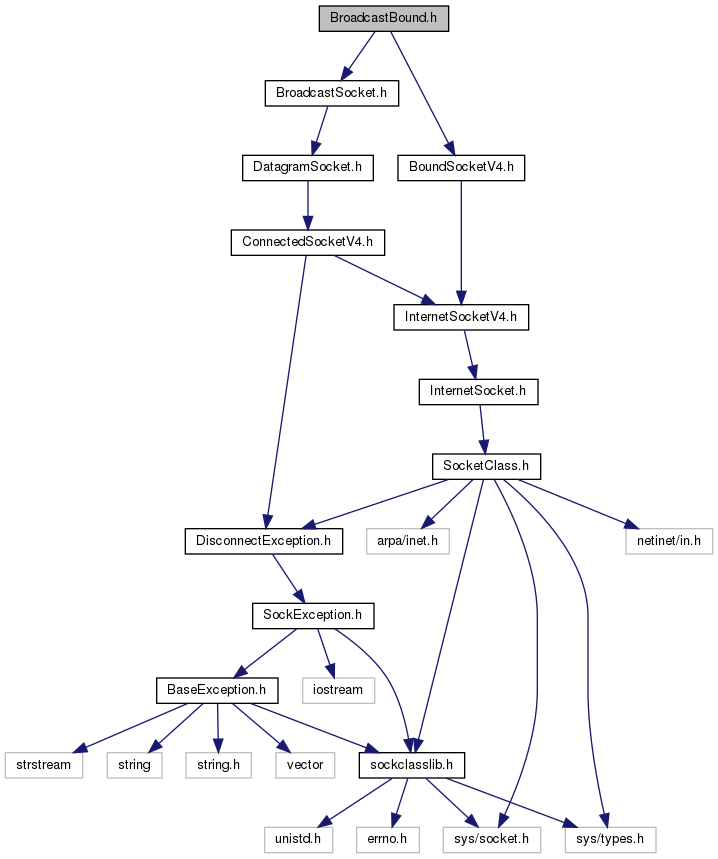 BroadcastBound.h
BroadcastSocket.h
DatagramSocket.h
BoundSocketV4.h
ConnectedSocketV4.h
InternetSocketV4.h
InternetSocket.h
SocketClass.h
DisconnectException.h
arpa/inet.h
netinet/in.h
SockException.h
BaseException.h
iostream
strstream
string
string.h
vector
sockclasslib.h
unistd.h
errno.h
sys/socket.h
sys/types.h